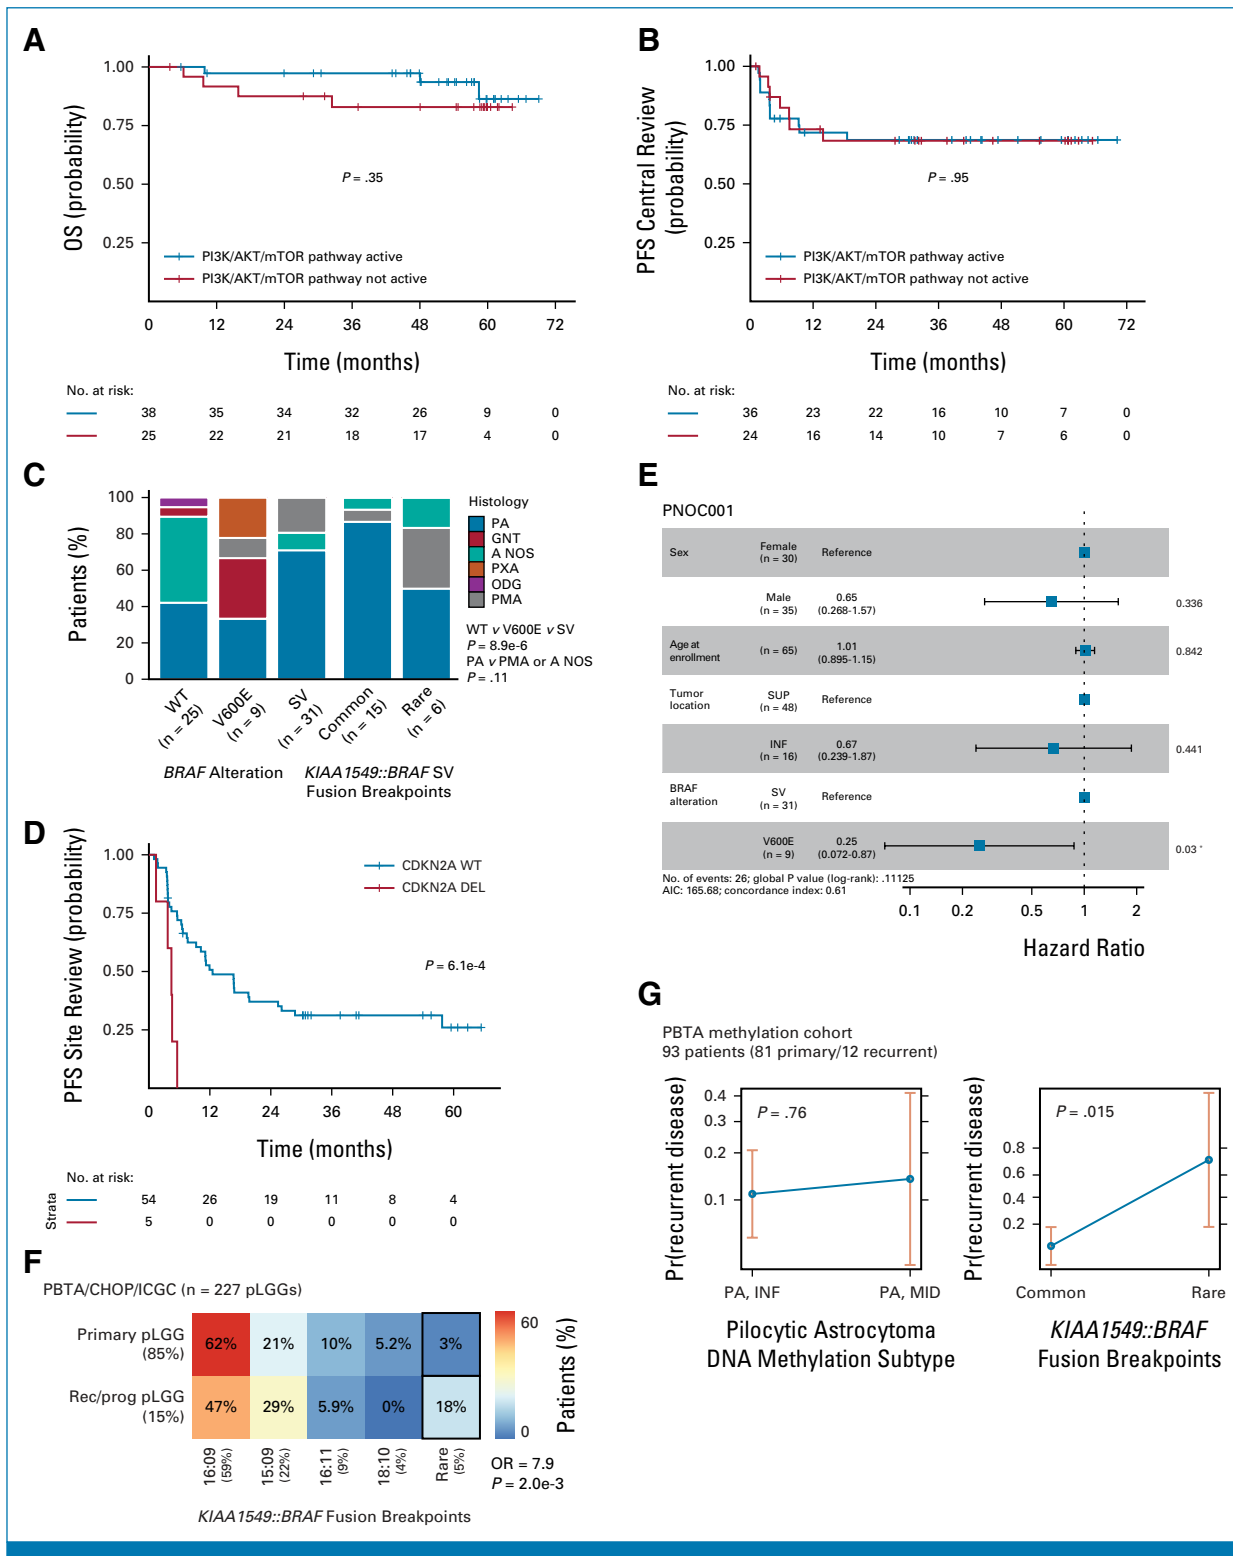 A
1.00
0.75
0.50
0.25
OS (probability)
P = .35
PI3K/AKT/mTOR pathway active
PI3K/AKT/mTOR pathway not active
0 12 24 36 48 60 72
Time (months)
No. at risk:
38 35 34 32 26 9 0
25 22 21 18 17 4 0
B
1.00
0.75
0.50
0.25
PFS Central Review
(probability)
P = .95
PI3K/AKT/mTOR pathway active
PI3K/AKT/mTOR pathway not active
0 12 24 36 48 60 72
Time (months)
No. at risk:
36 23 22 16 10 7 0
24 16 14 10 7 6 0
C
100
80
60
40
20
0
Patients (%)
Histology
PA
GNT
A NOS
PXA
ODG
PMA
WT v V600E v SV
P = 8.9e-6
PA v PMA or A NOS
P = .11
WT
(n = 25)
V600E
(n = 9)
SV
(n = 31)
Common
(n = 15)
Rare
(n = 6)
BRAF Alteration
KIAA1549::BRAF SV
Fusion Breakpoints
D
1.00
0.75
0.50
0.25
PFS Site Review (probability)
CDKN2A WT
CDKN2A DEL
P = 6.1e-4
0 12 24 36 48 60
Time (months)
No. at risk:
Strata
54 26 19 11 8 4
5 0 0 0 0 0
E
PNOC001
Sex
Female
(n = 30)
Reference
Male
(n = 35)
0.65
(0.268-1.57)
0.336
Age at
enrollment
(n = 65)
1.01
(0.895-1.15)
0.842
Tumor
location
SUP
(n = 48)
Reference
INF
(n = 16)
0.67
(0.239-1.87)
0.441
BRAF
alteration
SV
(n = 31)
Reference
V600E
(n = 9)
0.25
(0.072-0.87)
0.03 *
No. of events: 26; global P value (log-rank): .11125
AIC: 165.68; concordance index: 0.61
0.1 0.2 0.5 1 2
Hazard Ratio
F
PBTA/CHOP/ICGC (n = 227 pLGGs)
Primary pLGG
(85%)
62% 21% 10% 5.2% 3%
Rec/prog pLGG
(15%)
47% 29% 5.9% 0% 18%
60
0
Patients (%)
16:09
(59%)
15:09
(22%)
16:11
(9%)
18:10
(4%)
Rare
(5%)
OR = 7.9
P = 2.0e-3
KIAA1549::BRAF Fusion Breakpoints
G
PBTA methylation cohort
93 patients (81 primary/12 recurrent)
Pr(recurrent disease)
0.4
0.3
0.2
0.1
P = .76
PA, INF PA, MID
Pilocytic Astrocytoma
DNA Methylation Subtype
Pr(recurrent disease)
0.8
0.6
0.4
0.2
P = .015
Common Rare
KIAA1549::BRAF
Fusion Breakpoints